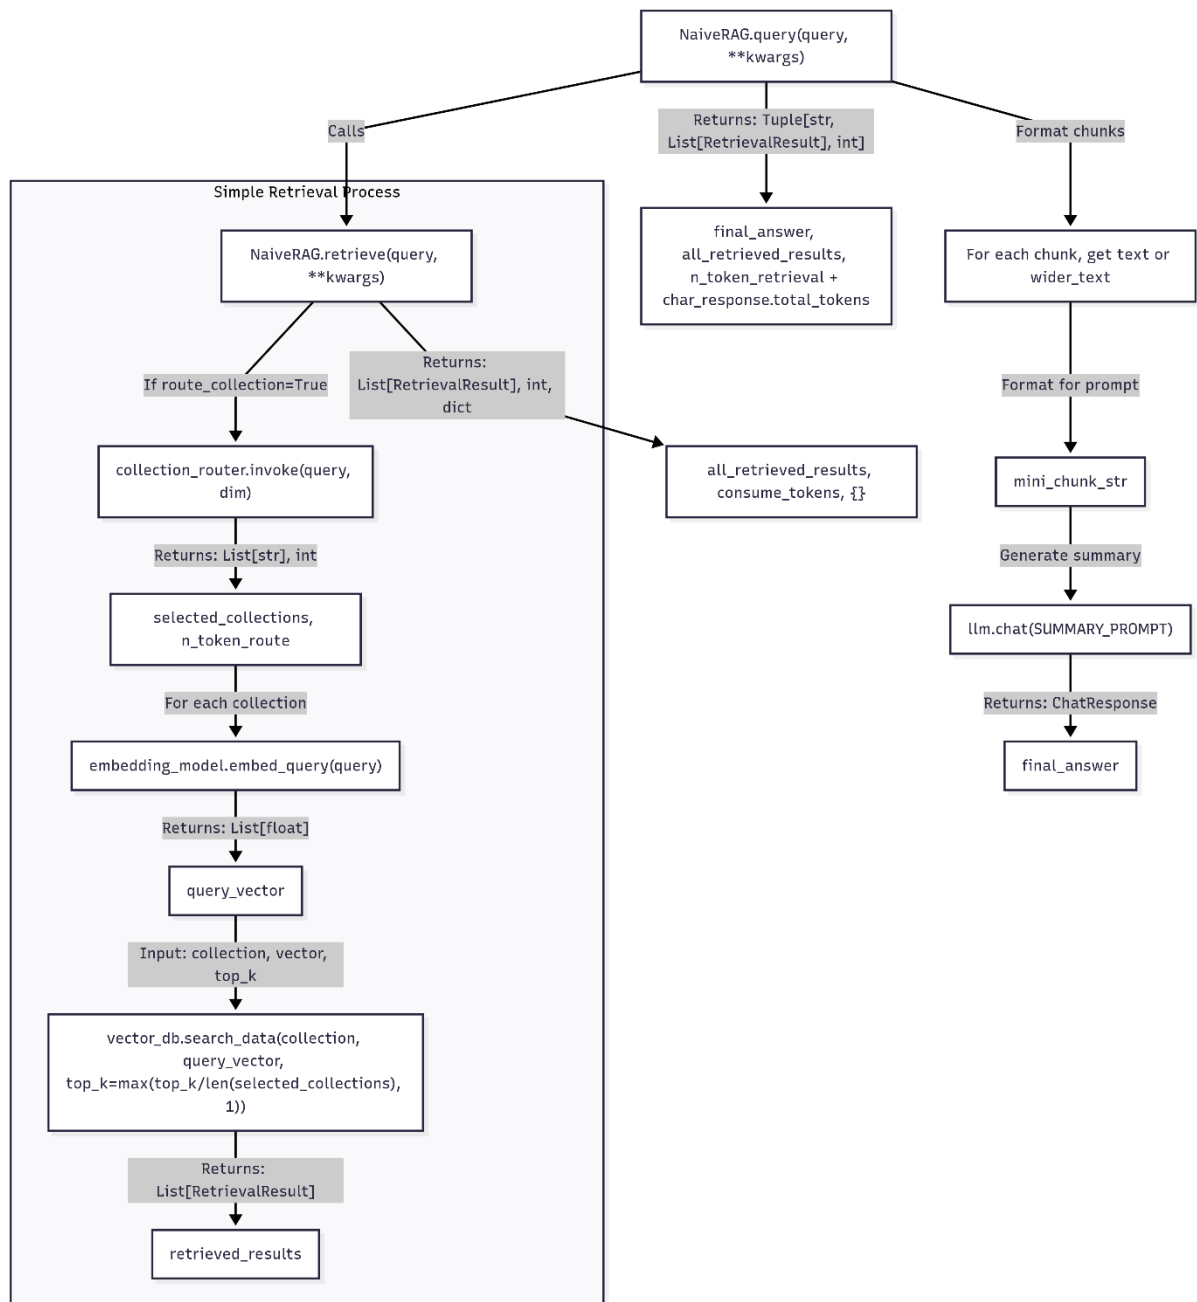 NaiveRAG.query(query,
**kwargs)
Calls
Returns: Tuple[str,
List[RetrievalResult], int]
Format chunks
Simple Retrieval Process
NaiveRAG.retrieve(query,
**kwargs)
final_answer,
all_retrieved_results,
n_token_retrieval +
char_response.total_tokens
For each chunk, get text or
wider_text
If route_collection=True
Returns:
List[RetrievalResult], int,
dict
Format for prompt
collection_router.invoke(query,
dim)
all_retrieved_results,
consume_tokens, {}
mini_chunk_str
Returns: List[str], int
Generate summary
selected_collections,
n_token_route
llm.chat(SUMMARY_PROMPT)
For each collection
Returns: ChatResponse
embedding_model.embed_query(query)
final_answer
Returns: List[float]
query_vector
Input: collection, vector,
top_k
vector_db.search_data(collection,
query_vector,
top_k=max(top_k/len(selected_collections),
1))
Returns:
List[RetrievalResult]
retrieved_results